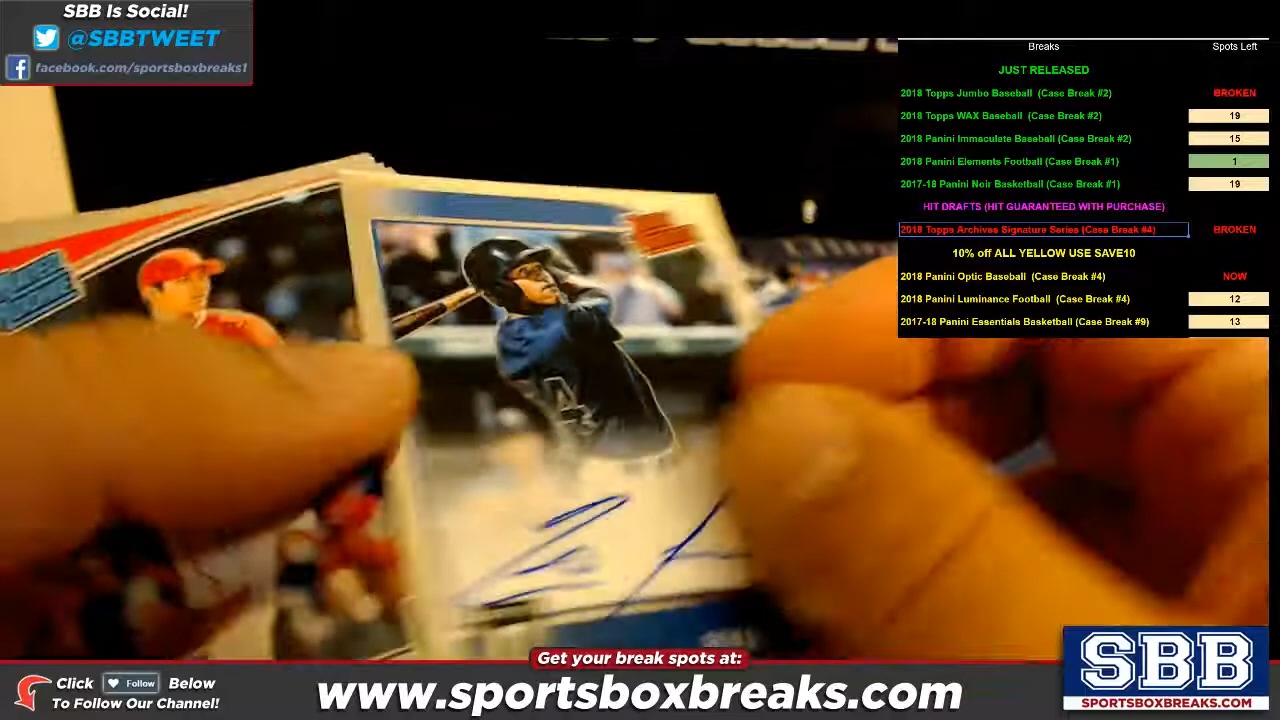 SBB Is Social!
@SBBTWEET
facebook.com/sportsboxbreaks1
Breaks Spots Left
JUST RELEASED
2018 Topps Jumbo Baseball (Case Break #2) BROKEN
2018 Topps WAX Baseball (Case Break #2) 19
2018 Panini Immaculate Baseball (Case Break #2) 15
2018 Panini Elements Football (Case Break #1) 1
2017-18 Panini Noir Basketball (Case Break #1) 19
HIT DRAFTS (HIT GUARANTEED WITH PURCHASE)
2018 Topps Archives Signature Series (Case Break #4) BROKEN
10% off ALL YELLOW USE SAVE10
2018 Panini Optic Baseball (Case Break #4) NOW
2018 Panini Luminance Football (Case Break #4) 12
2017-18 Panini Essentials Basketball (Case Break #9) 13
Get your break spots at:
Click Follow Below
To Follow Our Channel!
www.sportsboxbreaks.com
SBB
SPORTSBOXBREAKS.COM